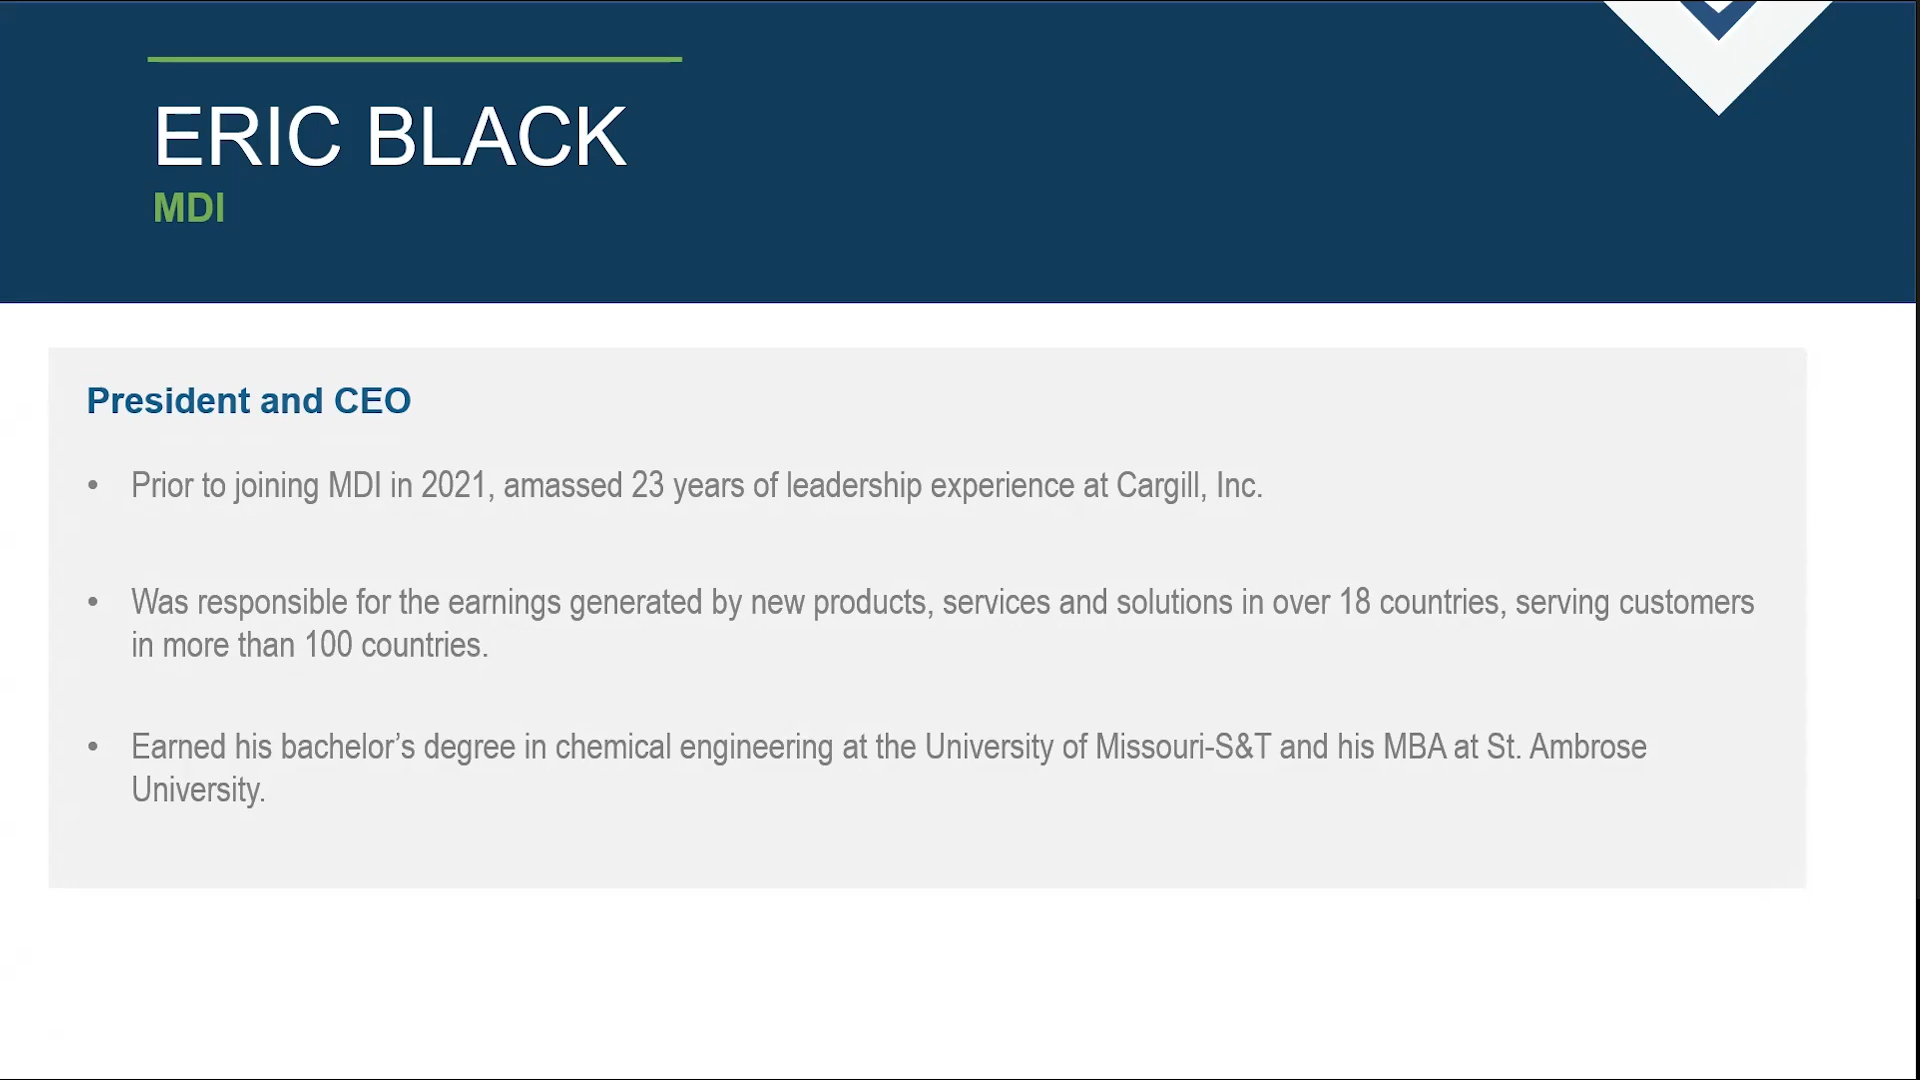 ERIC BLACK
MDI
President and CEO
• Prior to joining MDI in 2021, amassed 23 years of leadership experience at Cargill, Inc.
• Was responsible for the earnings generated by new products, services and solutions in over 18 countries, serving customers
in more than 100 countries.
• Earned his bachelor’s degree in chemical engineering at the University of Missouri-S&T and his MBA at St. Ambrose
University.